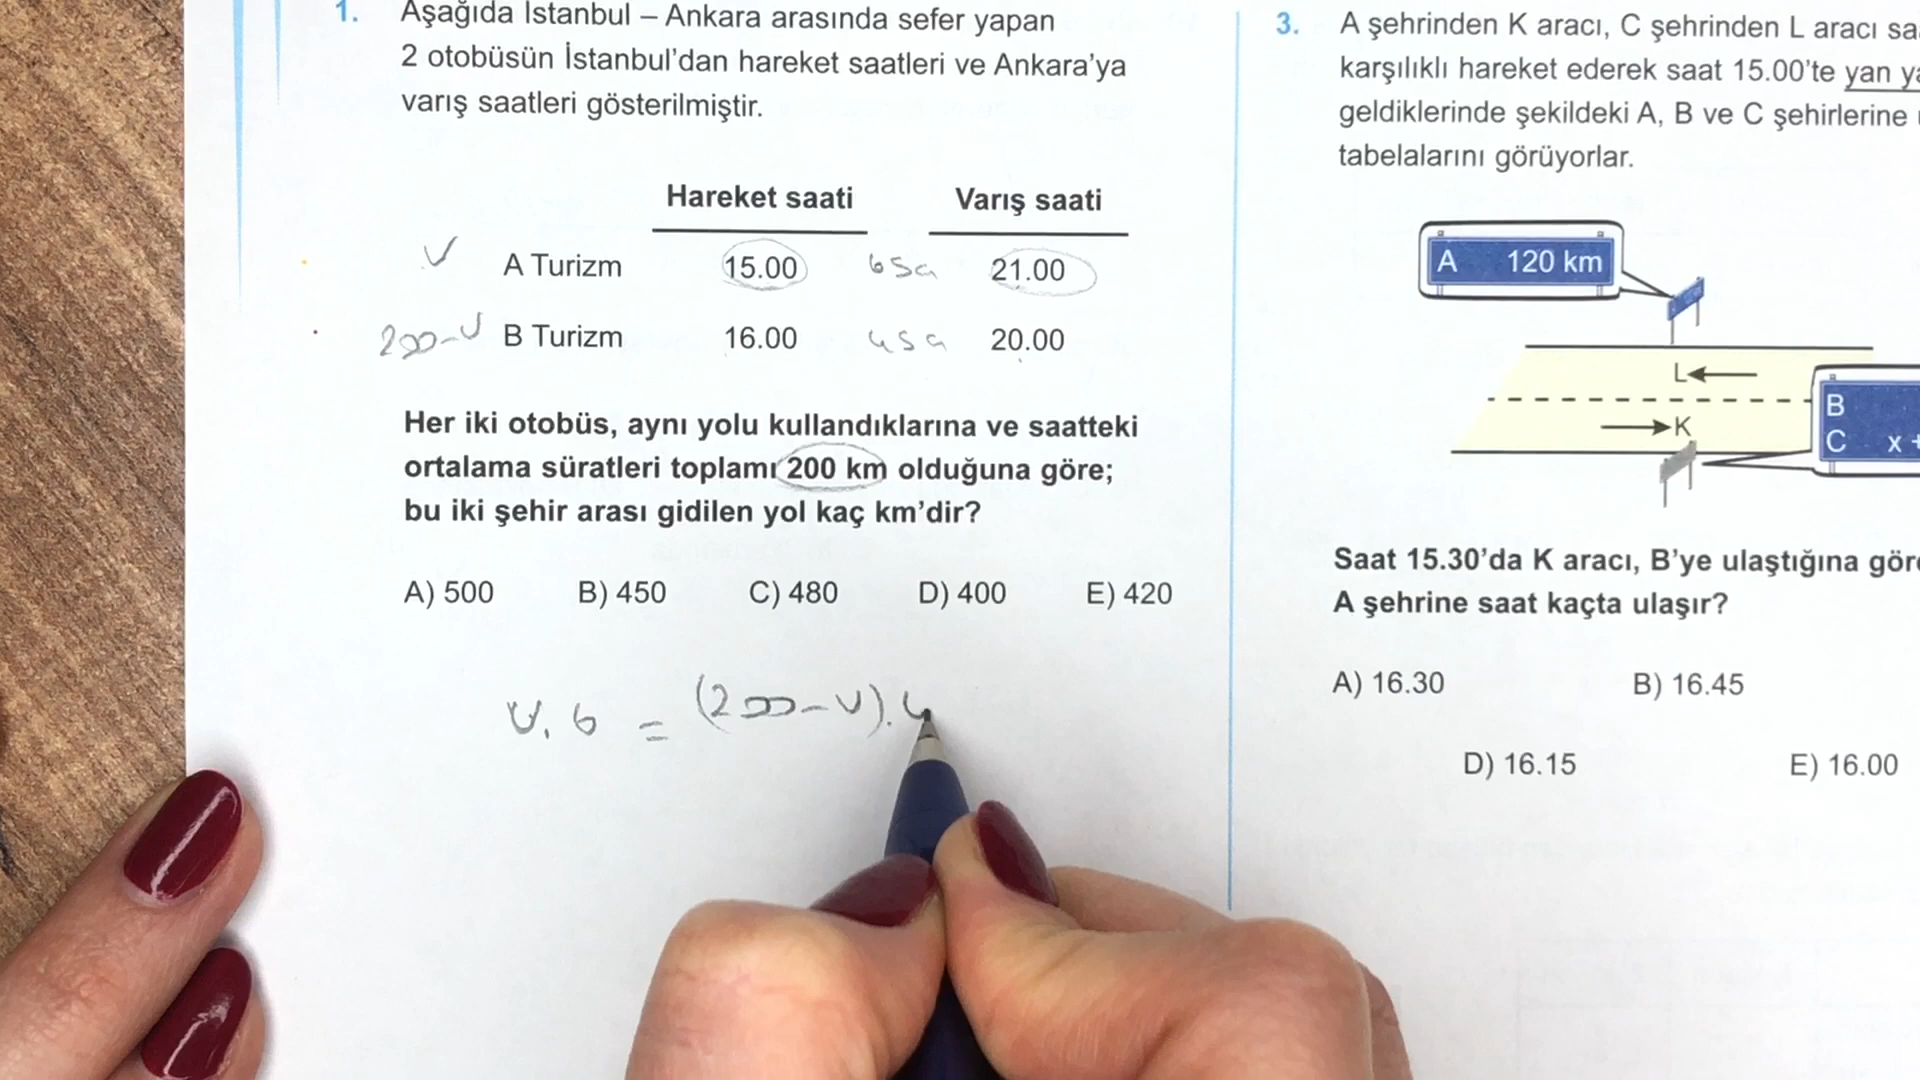 1. Aşağıda İstanbul – Ankara arasında sefer yapan
2 otobüsün İstanbul’dan hareket saatleri ve Ankara’ya
varış saatleri gösterilmiştir.
Hareket saati Varış saati
V A Turizm 15.00 6 sa 21.00
200-V B Turizm 16.00 4 sa 20.00
Her iki otobüs, aynı yolu kullandıklarına ve saatteki
ortalama süratleri toplamı 200 km olduğuna göre;
bu iki şehir arası gidilen yol kaç km’dir?
A) 500 B) 450 C) 480 D) 400 E) 420
V.6 = (200-V).4
3. A şehrinden K aracı, C şehrinden L aracı
karşılıklı hareket ederek saat 15.00’te yan
geldiklerinde şekildeki A, B ve C şehirlerine
tabelalarını görüyorlar.
A 120 km
L
K
B
C x +
Saat 15.30’da K aracı, B’ye ulaştığına
A şehrine saat kaçta ulaşır?
A) 16.30 B) 16.45
D) 16.15 E) 16.00